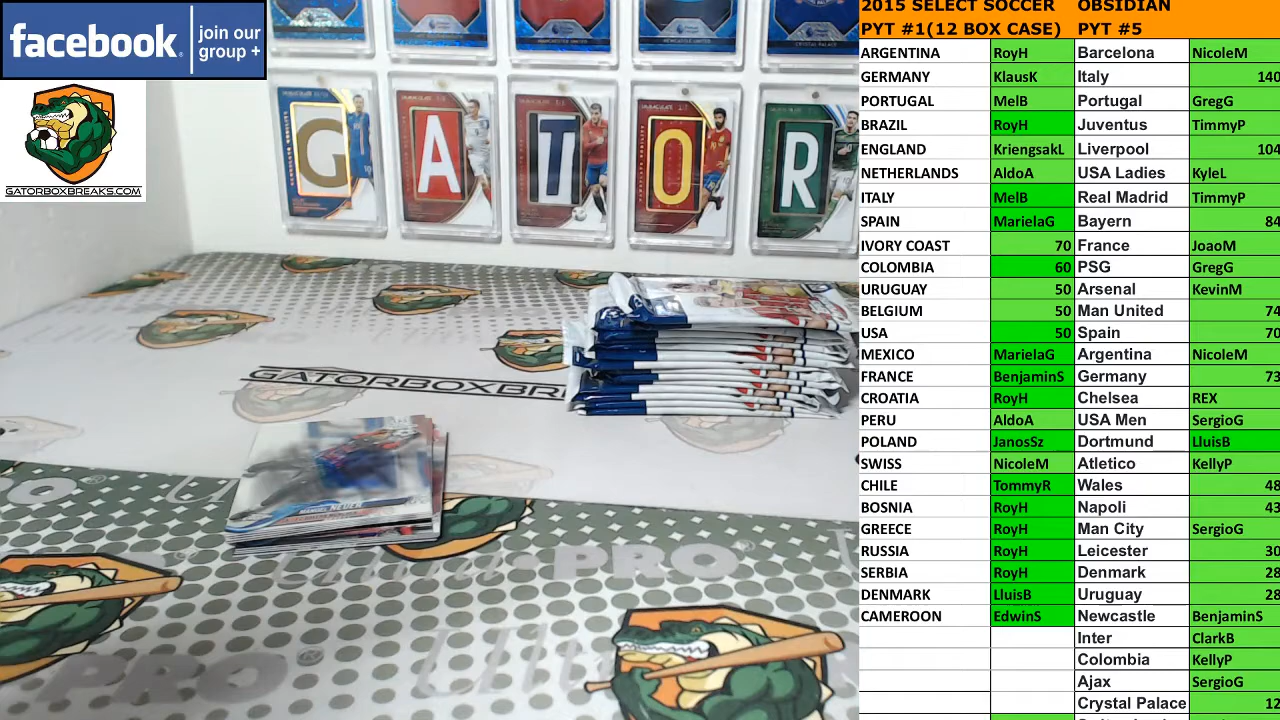 facebook.
join our
group +
GATORBOXBREAKS.COM
G A T O R
GATORBOXBRE
MANUEL NEUER
Ultra PRO
2015 SELECT SOCCER OBSIDIAN
PYT #1(12 BOX CASE) PYT #5
ARGENTINA RoyH Barcelona NicoleM
GERMANY KlausK Italy 140
PORTUGAL MelB Portugal GregG
BRAZIL RoyH Juventus TimmyP
ENGLAND KriengsakL Liverpool 104
NETHERLANDS AldoA USA Ladies KyleL
ITALY MelB Real Madrid TimmyP
SPAIN MarielaG Bayern 84
IVORY COAST 70 France JoaoM
COLOMBIA 60 PSG GregG
URUGUAY 50 Arsenal KevinM
BELGIUM 50 Man United 74
USA 50 Spain 70
MEXICO MarielaG Argentina NicoleM
FRANCE BenjaminS Germany 73
CROATIA RoyH Chelsea REX
PERU AldoA USA Men SergioG
POLAND JanosSz Dortmund LluisB
SWISS NicoleM Atletico KellyP
CHILE TommyR Wales 48
BOSNIA RoyH Napoli 43
GREECE RoyH Man City SergioG
RUSSIA RoyH Leicester 30
SERBIA RoyH Denmark 28
DENMARK LluisB Uruguay 28
CAMEROON EdwinS Newcastle BenjaminS
Inter ClarkB
Colombia KellyP
Ajax SergioG
Crystal Palace 12